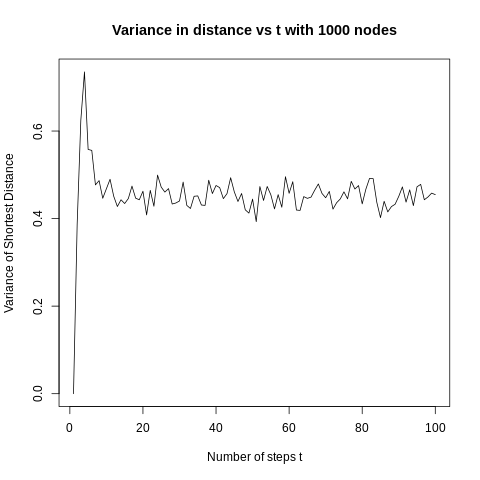 Variance in distance vs t with 1000 nodes
Variance of Shortest Distance
0.6
0.4
0.2
0.0
0 20 40 60 80 100
Number of steps t